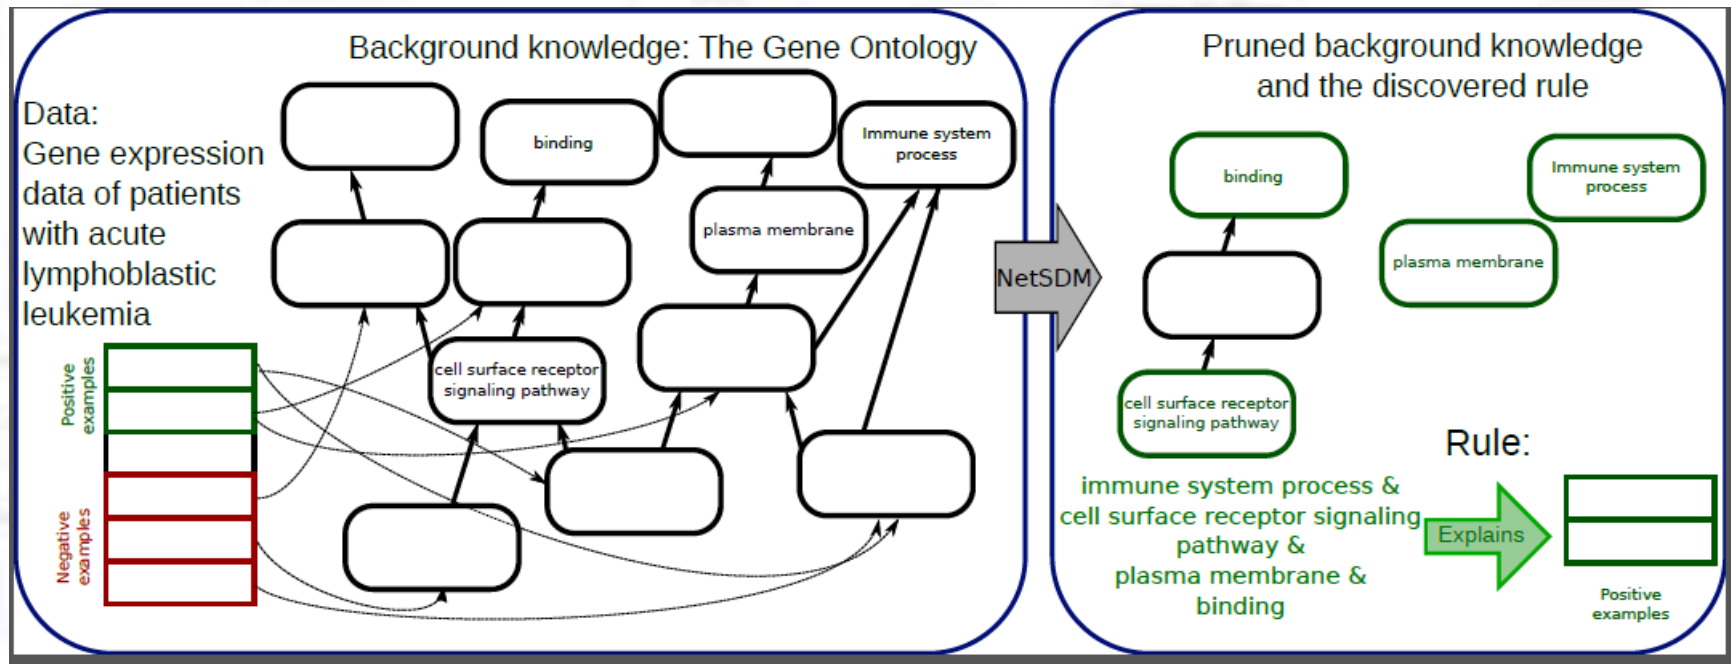 Background knowledge: The Gene Ontology
Data:
Gene expression
data of patients
with acute
lymphoblastic
leukemia
binding
Immune system
process
plasma membrane
cell surface receptor
signaling pathway
Positive
examples
Negative
examples
NetSDM
Pruned background knowledge
and the discovered rule
binding
Immune system
process
plasma membrane
cell surface receptor
signaling pathway
Rule:
immune system process &
cell surface receptor signaling
pathway &
plasma membrane &
binding
Explains
Positive
examples